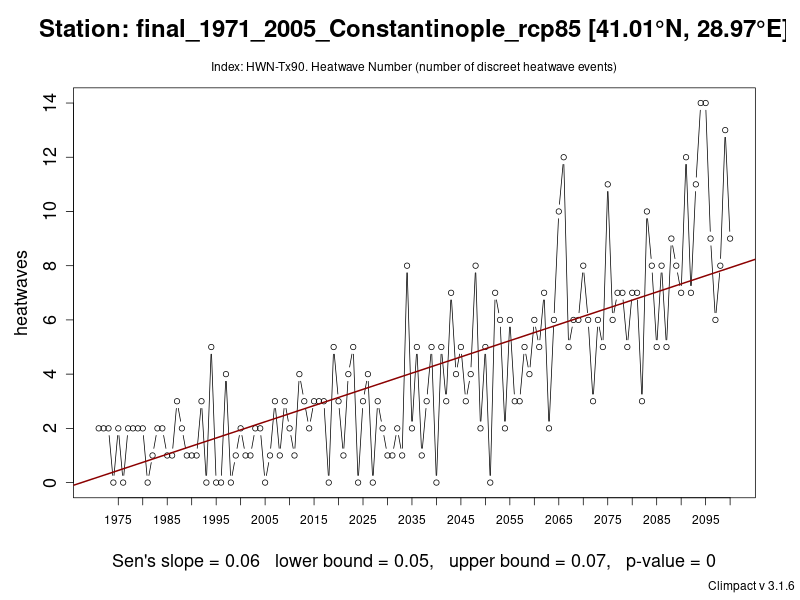 Station: final_1971_2005_Constantinople_rcp85 [41.01°N, 28.97°E]
Index: HWN-Tx90. Heatwave Number (number of discreet heatwave events)
heatwaves
14
12
10
8
6
4
2
0
1975 1985 1995 2005 2015 2025 2035 2045 2055 2065 2075 2085 2095
Sen's slope = 0.06 lower bound = 0.05, upper bound = 0.07, p-value = 0
Climpact v 3.1.6